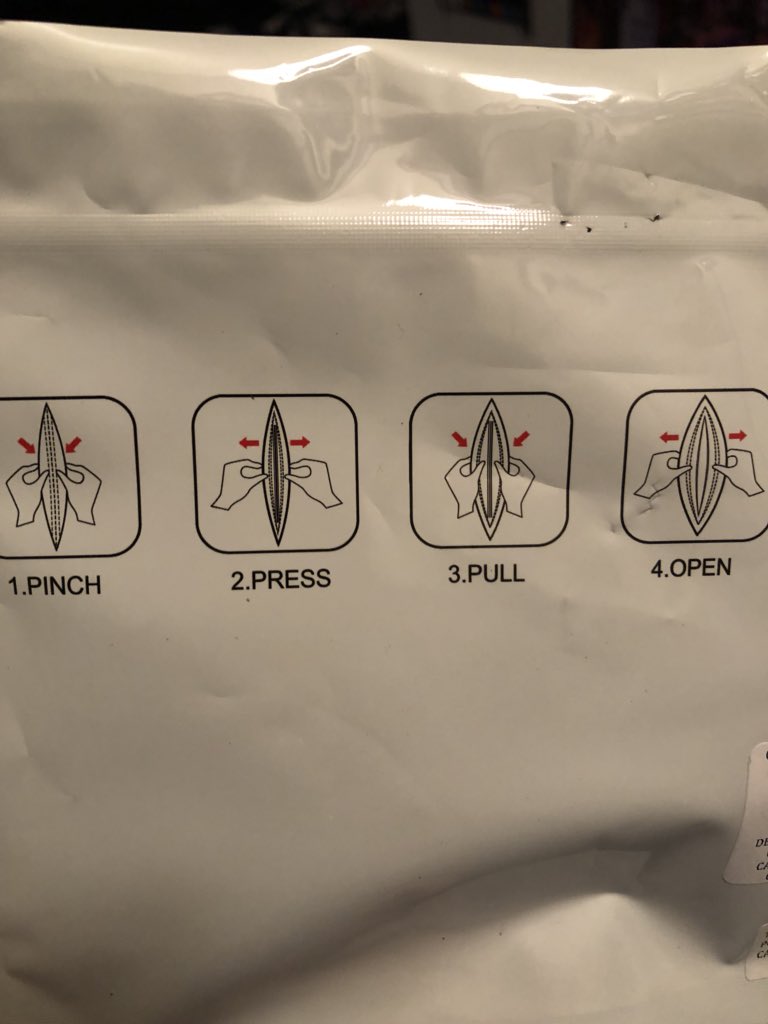 1.PINCH
2.PRESS
3.PULL
4.OPEN